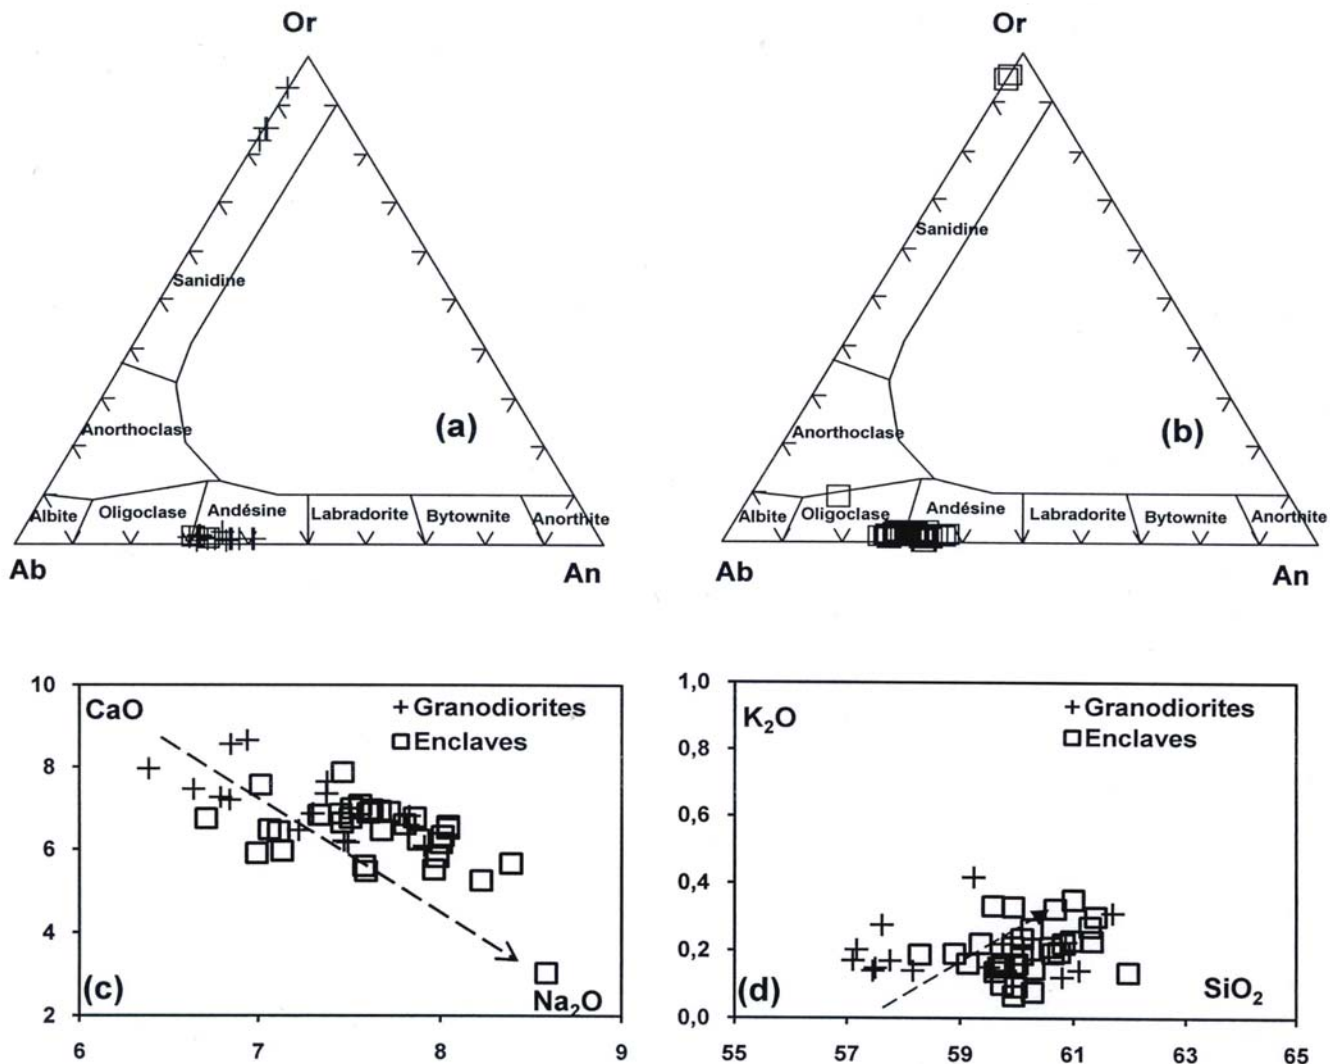 Or
Sanidine
Anorthoclase
(a)
Albite Oligoclase Andésine Labradorite Bytownite Anorthite
Ab An
Or
Sanidine
Anorthoclase
(b)
Albite Oligoclase Andésine Labradorite Bytownite Anorthite
Ab An
10
CaO
+ Granodiorites
□ Enclaves
8
6
4
(c)
Na₂O
2
6 7 8 9
1,0
K₂O
+ Granodiorites
□ Enclaves
0,8
0,6
0,4
0,2
(d)
SiO₂
0,0
55 57 59 61 63 65